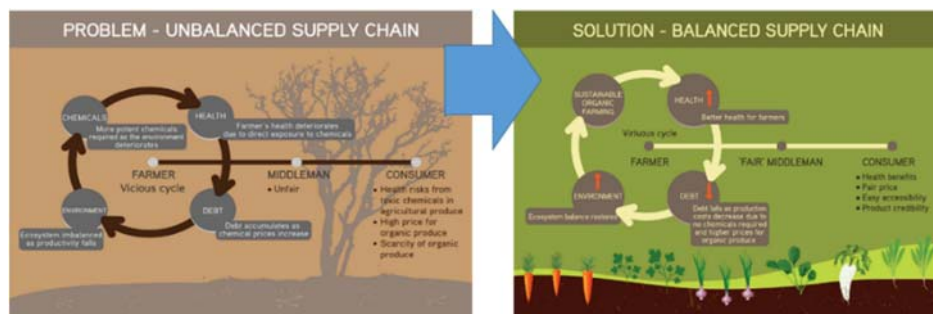 PROBLEM - UNBALANCED SUPPLY CHAIN
CHEMICALS
More potent chemicals
required as the environment
deteriorates
HEALTH
Farmer's health deteriorates
due to direct exposure to chemicals
FARMER
Vicious cycle
MIDDLEMAN
• Unfair
CONSUMER
• Health risks from
toxic chemicals in
agricultural produce
• High price for
organic produce
• Scarcity of organic
produce
ENVIRONMENT
Ecosystem imbalanced
as productivity falls
DEBT
Debt accumulates as
chemical prices increase
SOLUTION - BALANCED SUPPLY CHAIN
SUSTAINABLE
ORGANIC
FARMING
HEALTH
Better health for farmers
Virtuous cycle
FARMER
'FAIR' MIDDLEMAN
CONSUMER
• Health benefits
• Fair price
• Easy accessibility
• Product credibility
ENVIRONMENT
Ecosystem balance restored
DEBT
Debt falls as production
costs decrease due to
no chemicals required
and higher prices for
organic produce